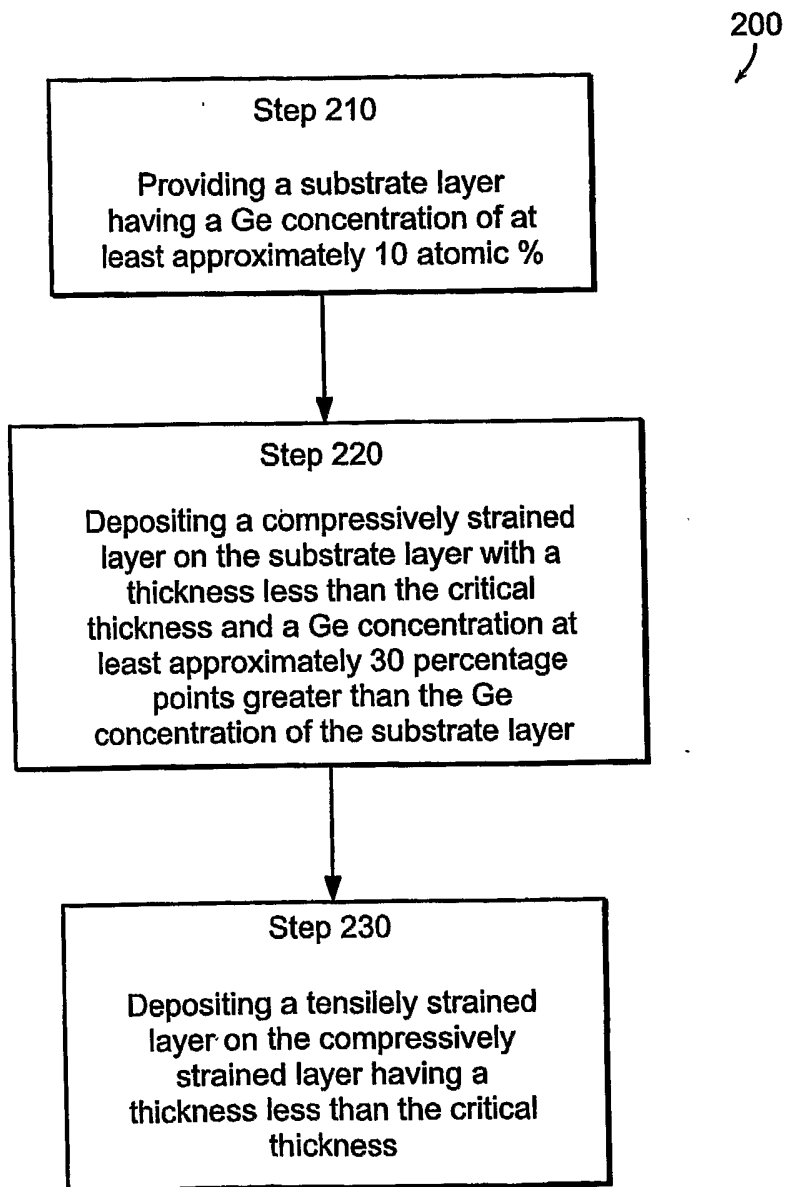 200
Step 210
Providing a substrate layer
having a Ge concentration of at
least approximately 10 atomic %
Step 220
Depositing a compressively strained
layer on the substrate layer with a
thickness less than the critical
thickness and a Ge concentration at
least approximately 30 percentage
points greater than the Ge
concentration of the substrate layer
Step 230
Depositing a tensilely strained
layer on the compressively
strained layer having a
thickness less than the critical
thickness